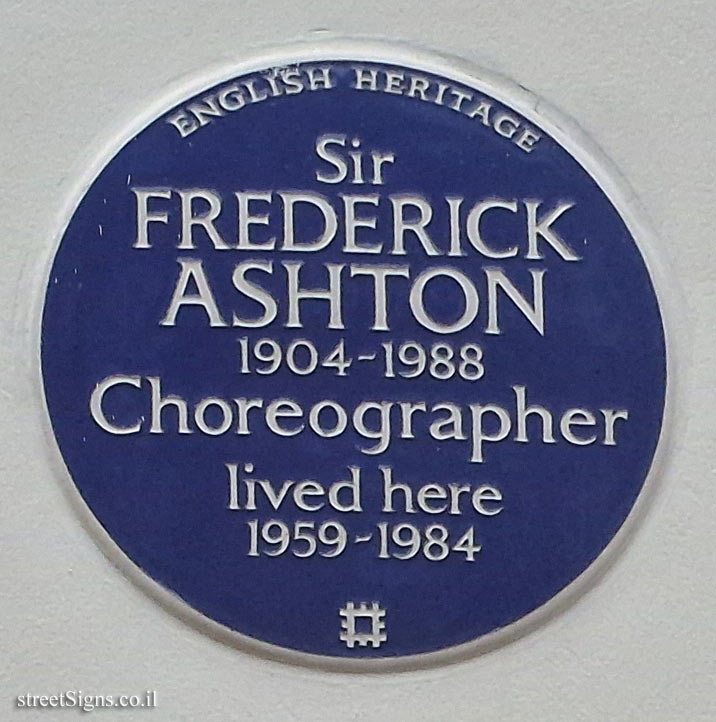 ENGLISH HERITAGE
Sir
FREDERICK
ASHTON
1904-1988
Choreographer
lived here
1959-1984
streetSigns.co.il